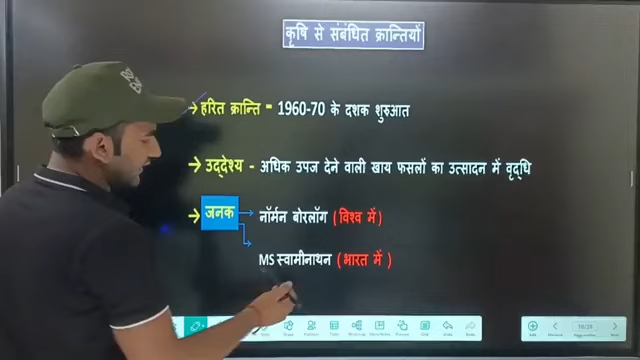 कृषि से संबंधित क्रान्तियों
→ हरित क्रान्ति = 1960-70 के दशक शुरुआत
→ उद्देश्य - अधिक उपज देने वाली खाय फसलों का उत्सादन में वृद्धि
→ जनक → नॉर्मन बोरलॉग (विश्व में)
MS स्वामीनाथन (भारत में )